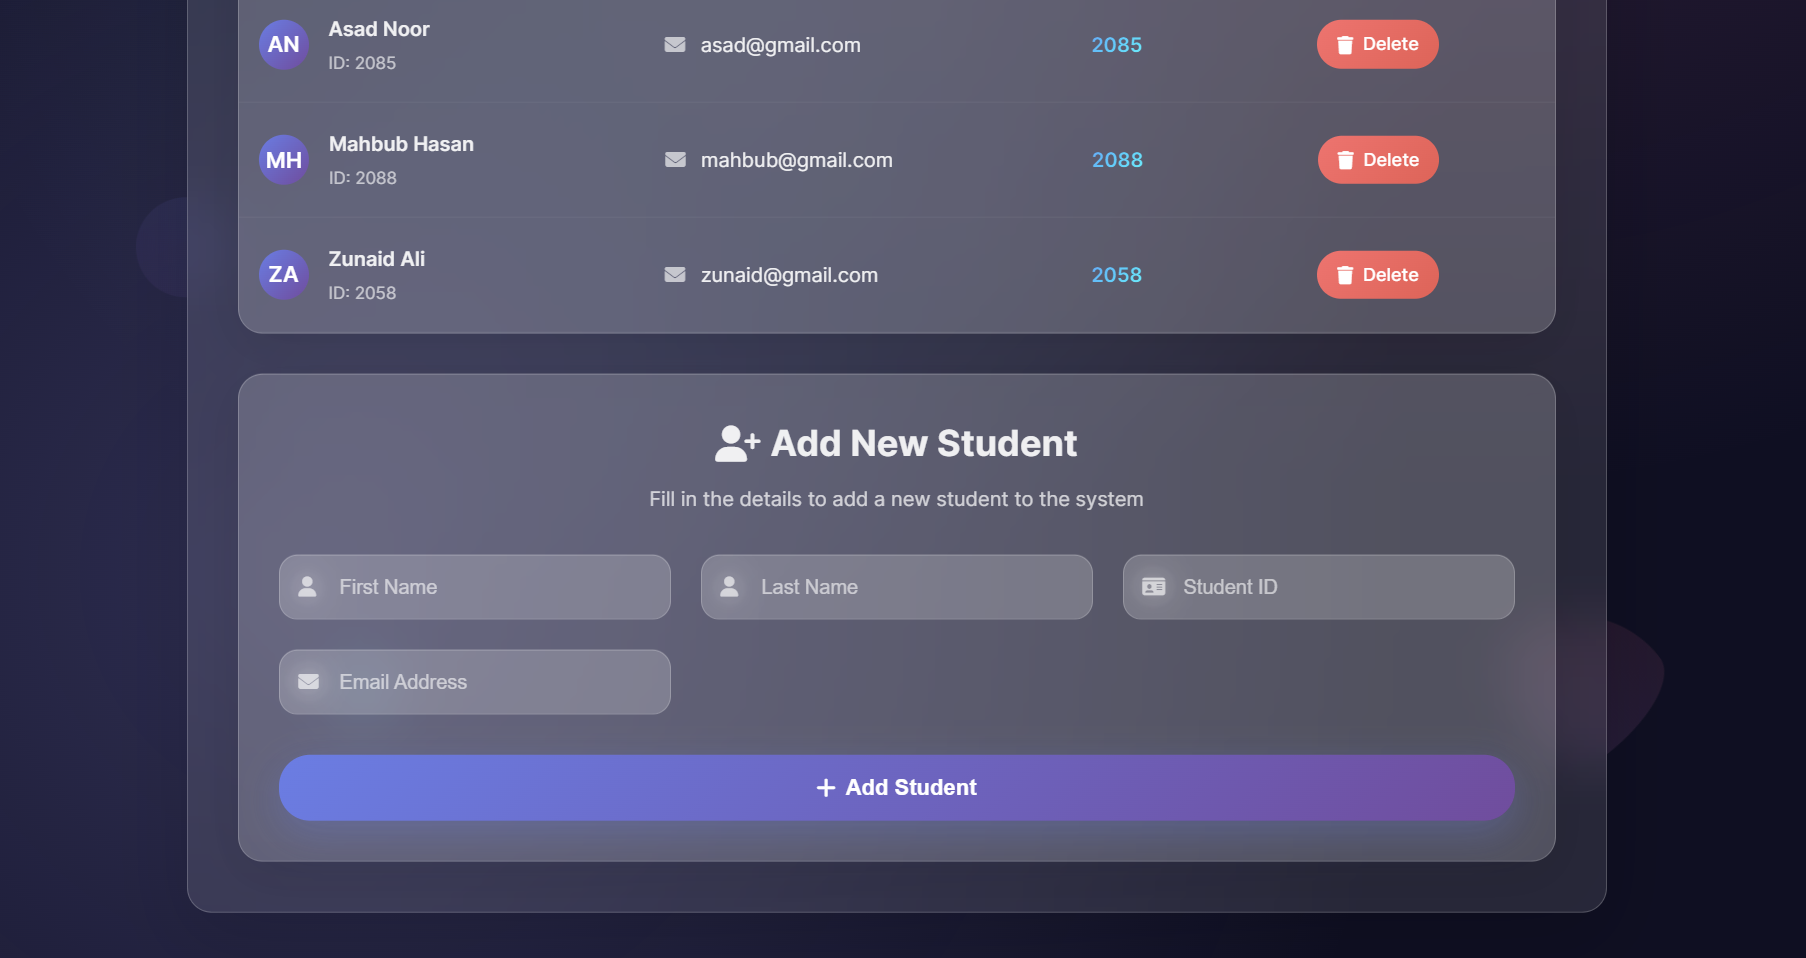 AN
Asad Noor
ID: 2085
asad@gmail.com
2085
Delete
MH
Mahbub Hasan
ID: 2088
mahbub@gmail.com
2088
Delete
ZA
Zunaid Ali
ID: 2058
zunaid@gmail.com
2058
Delete
Add New Student
Fill in the details to add a new student to the system
First Name
Last Name
Student ID
Email Address
Add Student